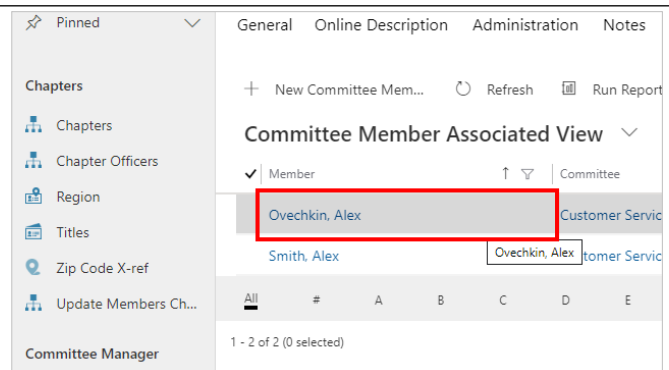 Pinned
General Online Description Administration Notes
Chapters
New Committee Mem... Refresh Run Report
Chapters
Committee Member Associated View
Chapter Officers
Member Committee
Region
Ovechkin, Alex Customer Servic
Titles
Smith, Alex Ovechkin, Alex tomer Servic
Zip Code X-ref
Update Members Ch...
All # A B C D E
1 - 2 of 2 (0 selected)
Committee Manager